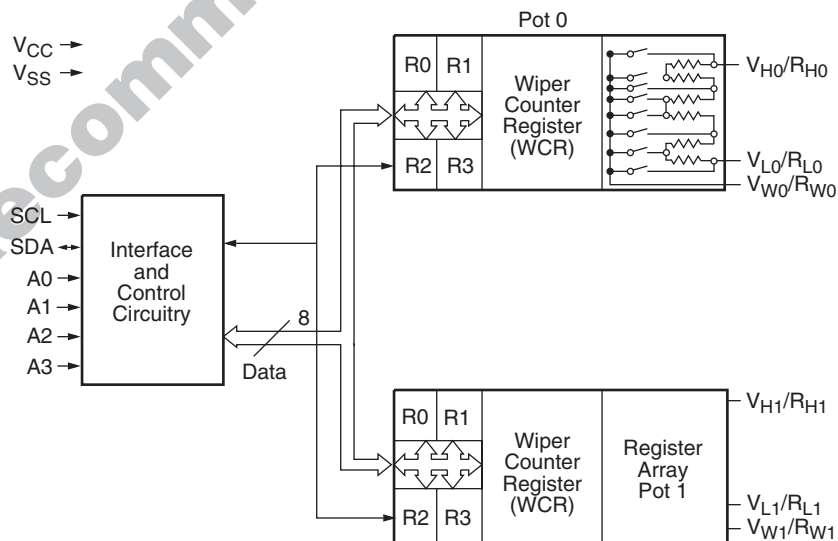 Pot 0
VCC
VSS
R0 R1
R2 R3
Wiper
Counter
Register
(WCR)
VH0/RH0
VL0/RL0
VW0/RW0
SCL
SDA
A0
A1
A2
A3
Interface
and
Control
Circuitry
8
Data
R0 R1
R2 R3
Wiper
Counter
Register
(WCR)
Register
Array
Pot 1
VH1/RH1
VL1/RL1
VW1/RW1
ecomm